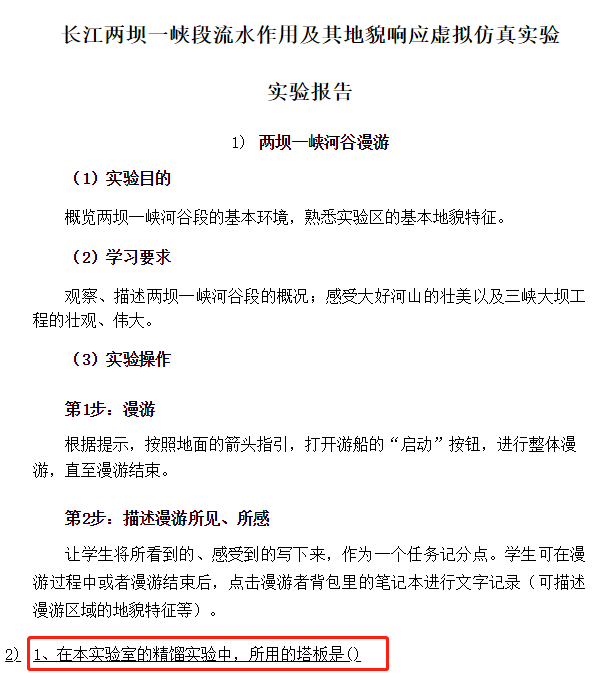 长江两坝一峡段流水作用及其地貌响应虚拟仿真实验
实验报告
1) 两坝一峡河谷漫游
（1）实验目的
概览两坝一峡河谷段的基本环境，熟悉实验区的基本地貌特征。
（2）学习要求
观察、描述两坝一峡河谷段的概况；感受大好河山的壮美以及三峡大坝工
程的壮观、伟大。
（3）实验操作
第1步：漫游
根据提示，按照地面的箭头指引，打开游船的“启动”按钮，进行整体漫
游，直至漫游结束。
第2步：描述漫游所见、所感
让学生将所看到的、感受到的写下来，作为一个任务记分点。学生可在漫
游过程中或者漫游结束后，点击漫游者背包里的笔记本进行文字记录（可描述
漫游区域的地貌特征等）。
2) 1、在本实验室的精馏实验中，所用的塔板是()